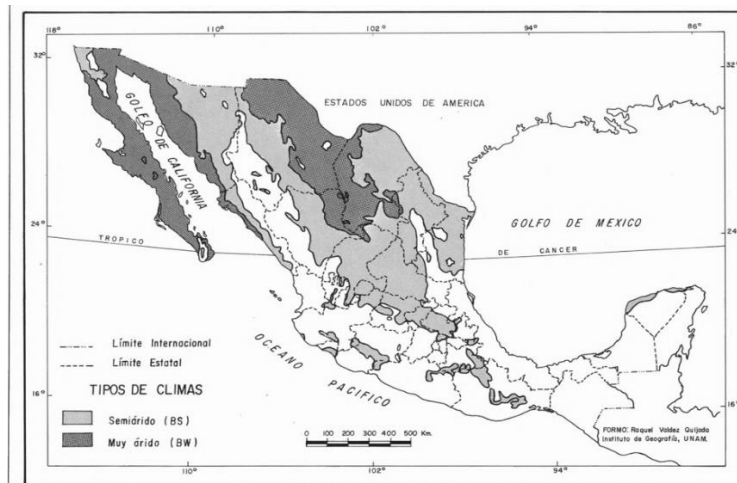 118° 110° 102° 94° 86°
32° 32°
ESTADOS UNIDOS DE AMERICA
GOLFO DE CALIFORNIA
GOLFO DE MEXICO
24° 24°
TROPICO DE CANCER
OCEANO PACIFICO
Límite Internacional
Límite Estatal
TIPOS DE CLIMAS
Semiárido (BS)
Muy árido (BW)
16° 16°
0 100 200 300 400 500 Km.
FORMO: Raquel Valdez Quijada
Instituto de Geografía, UNAM.
110° 102° 94°